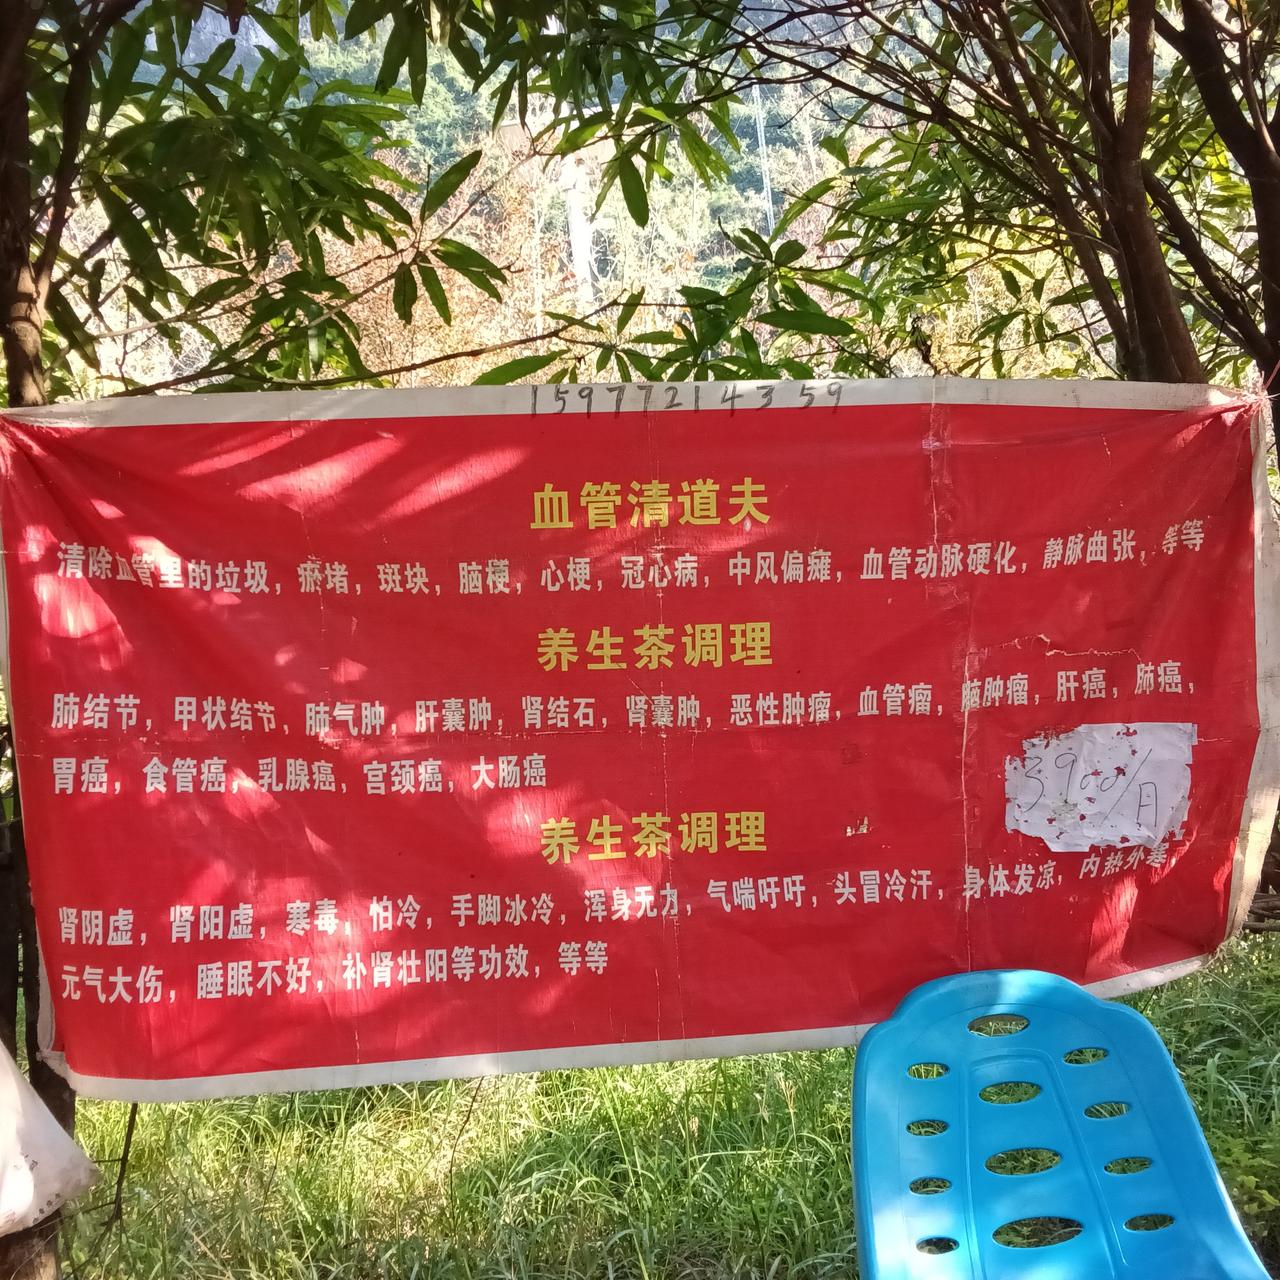 15977214359
血管清道夫
清除血管里的垃圾，瘀堵，斑块，脑梗，心梗，冠心病，中风偏瘫，血管动脉硬化，静脉曲张，等等
养生茶调理
肺结节，甲状结节，肺气肿，肝囊肿，肾结石，肾囊肿，恶性肿瘤，血管瘤，脑肿瘤，肝癌，肺癌，
胃癌，食管癌，乳腺癌，宫颈癌，大肠癌
3900/月
养生茶调理
肾阴虚，肾阳虚，寒毒，怕冷，手脚冰冷，浑身无力，气喘吁吁，头冒冷汗，身体发凉，内热外寒，
元气大伤，睡眠不好，补肾壮阳等功效，等等